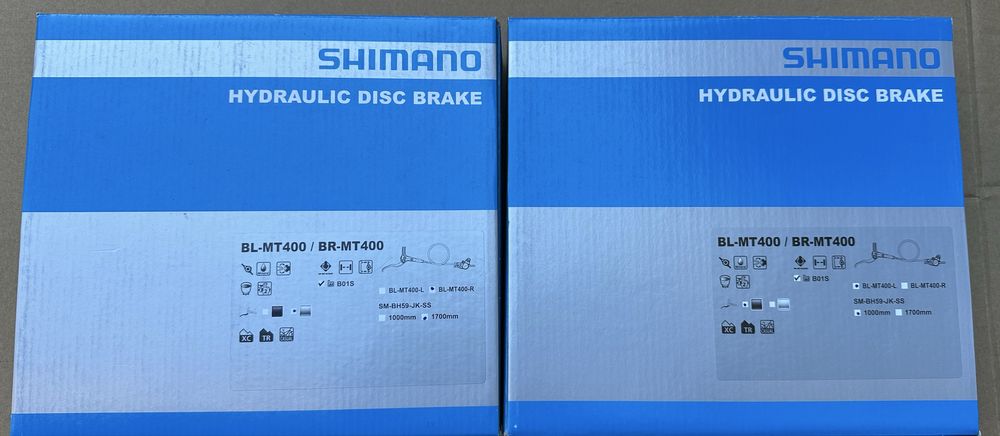 SHIMANO
HYDRAULIC DISC BRAKE
BL-MT400 / BR-MT400
B01S
BL-MT400-L BL-MT400-R
SM-BH59-JK-SS
1000mm 1700mm
XC TR
SHIMANO
HYDRAULIC DISC BRAKE
BL-MT400 / BR-MT400
B01S
BL-MT400-L BL-MT400-R
SM-BH59-JK-SS
1000mm 1700mm
XC TR